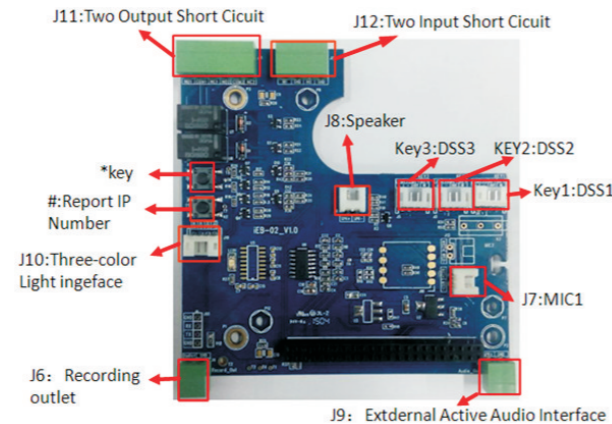 J11:Two Output Short Cicuit
J12:Two Input Short Cicuit
J8:Speaker
Key3:DSS3
KEY2:DSS2
*key
Key1:DSS1
#:Report IP
Number
iEB-02_V1.0
J10:Three-color
Light ingeface
J7:MIC1
1504
J6：Recording
outlet
Record_Out
J9：Extdernal Active Audio Interface